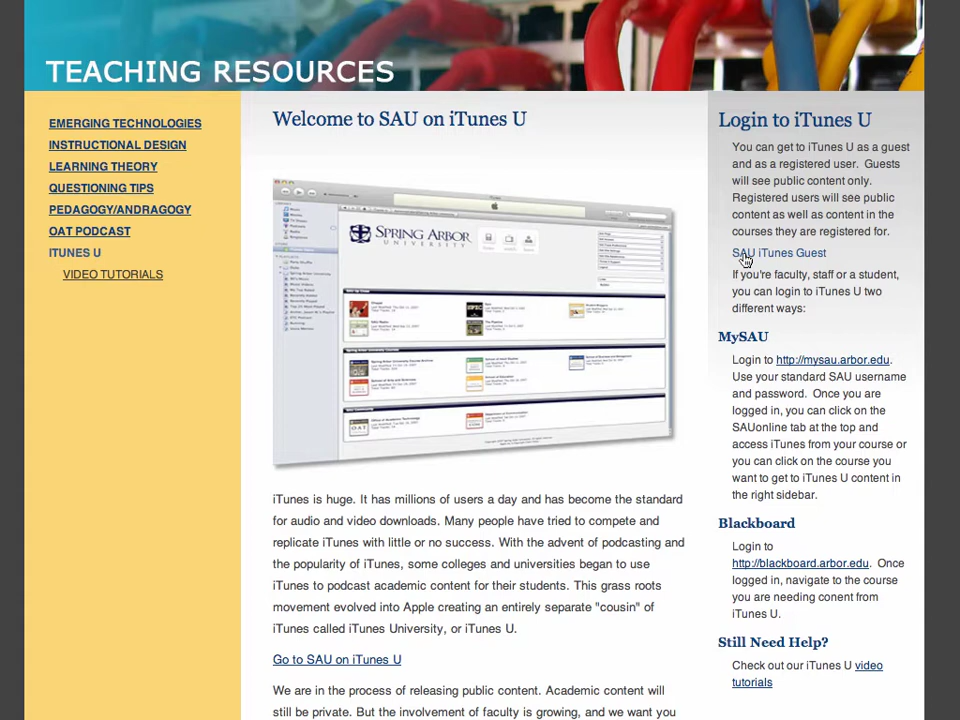 TEACHING RESOURCES
EMERGING TECHNOLOGIES
INSTRUCTIONAL DESIGN
LEARNING THEORY
QUESTIONING TIPS
PEDAGOGY/ANDRAGOGY
OAT PODCAST
ITUNES U
VIDEO TUTORIALS
Welcome to SAU on iTunes U
SPRING ARBOR
UNIVERSITY
iTunes is huge. It has millions of users a day and has become the standard
for audio and video downloads. Many people have tried to compete and
replicate iTunes with little or no success. With the advent of podcasting and
the popularity of iTunes, some colleges and universities began to use
iTunes to podcast academic content for their students. This grass roots
movement evolved into Apple creating an entirely separate "cousin" of
iTunes called iTunes University, or iTunes U.
Go to SAU on iTunes U
We are in the process of releasing public content. Academic content will
still be private. But the involvement of faculty is growing, and we want you
Login to iTunes U
You can get to iTunes U as a guest
and as a registered user. Guests
will see public content only.
Registered users will see public
content as well as content in the
courses they are registered for.
SAU iTunes Guest
If you're faculty, staff or a student,
you can login to iTunes U two
different ways:
MySAU
Login to http://mysau.arbor.edu.
Use your standard SAU username
and password. Once you are
logged in, you can click on the
SAUonline tab at the top and
access iTunes from your course or
you can click on the course you
want to get to iTunes U content in
the right sidebar.
Blackboard
Login to
http://blackboard.arbor.edu. Once
logged in, navigate to the course
you are needing conent from
iTunes U.
Still Need Help?
Check out our iTunes U video
tutorials